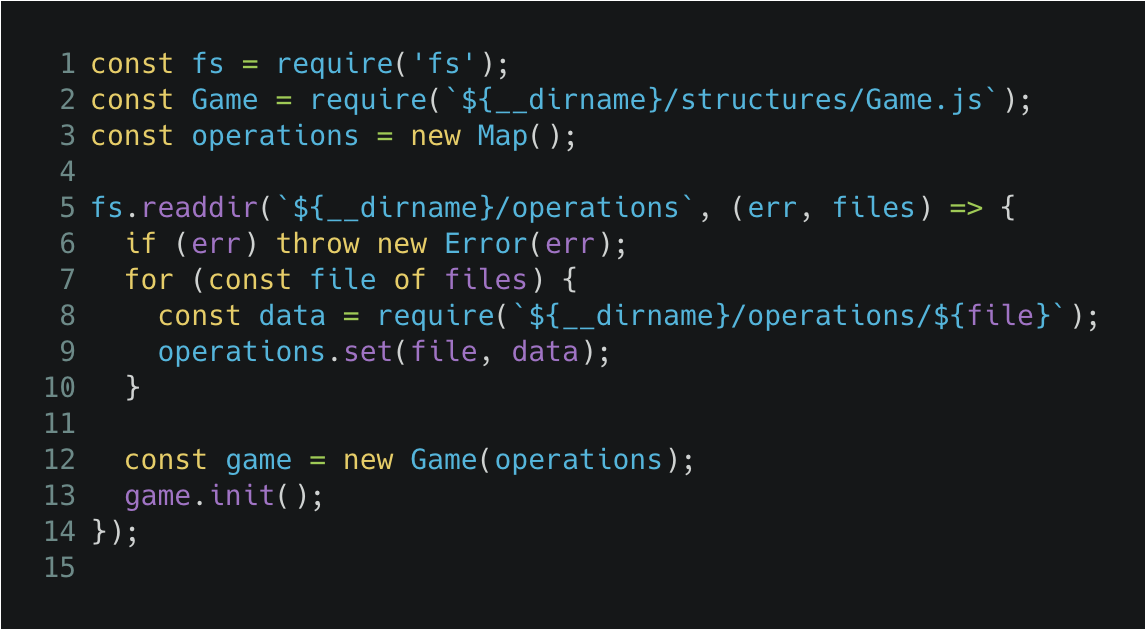 1 const fs = require('fs');
2 const Game = require(`${__dirname}/structures/Game.js`);
3 const operations = new Map();
4
5 fs.readdir(`${__dirname}/operations`, (err, files) => {
6   if (err) throw new Error(err);
7   for (const file of files) {
8     const data = require(`${__dirname}/operations/${file}`);
9     operations.set(file, data);
10   }
11
12   const game = new Game(operations);
13   game.init();
14 });
15